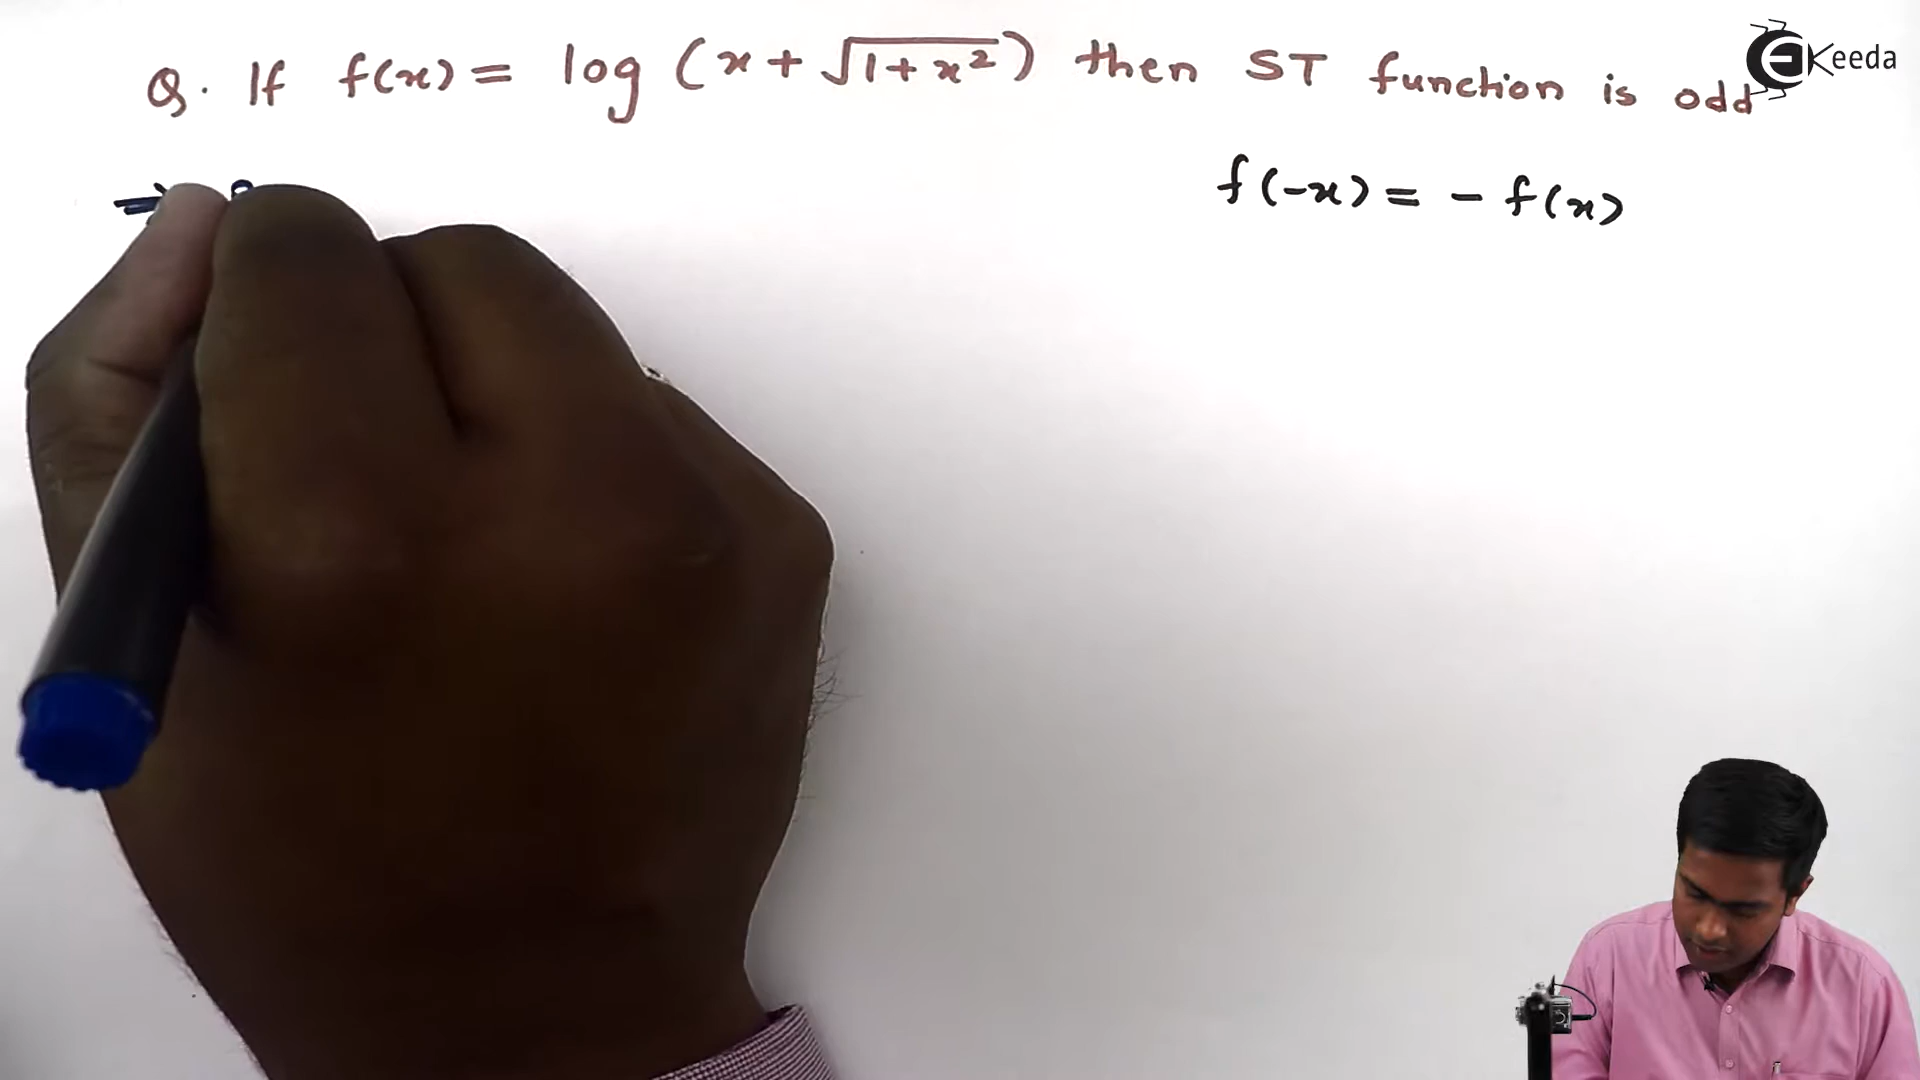 Q. If f(x) = log (x + √1+x²) then ST function is odd
EKeeda
f(-x) = - f(x)